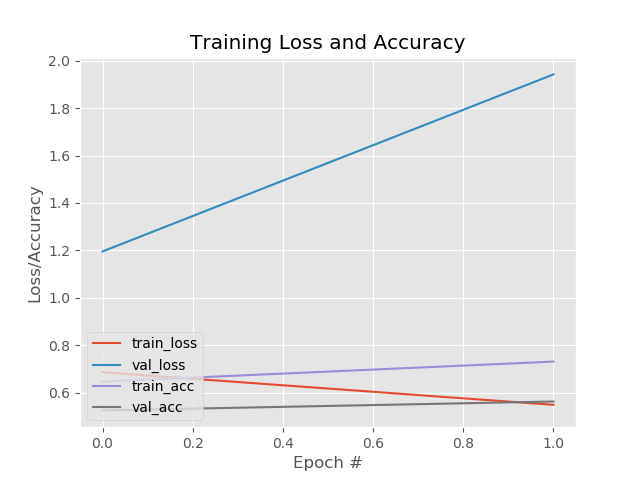 Training Loss and Accuracy
2.0
1.8
1.6
1.4
1.2
1.0
0.8
0.6
Loss/Accuracy
train_loss
val_loss
train_acc
val_acc
0.0 0.2 0.4 0.6 0.8 1.0
Epoch #